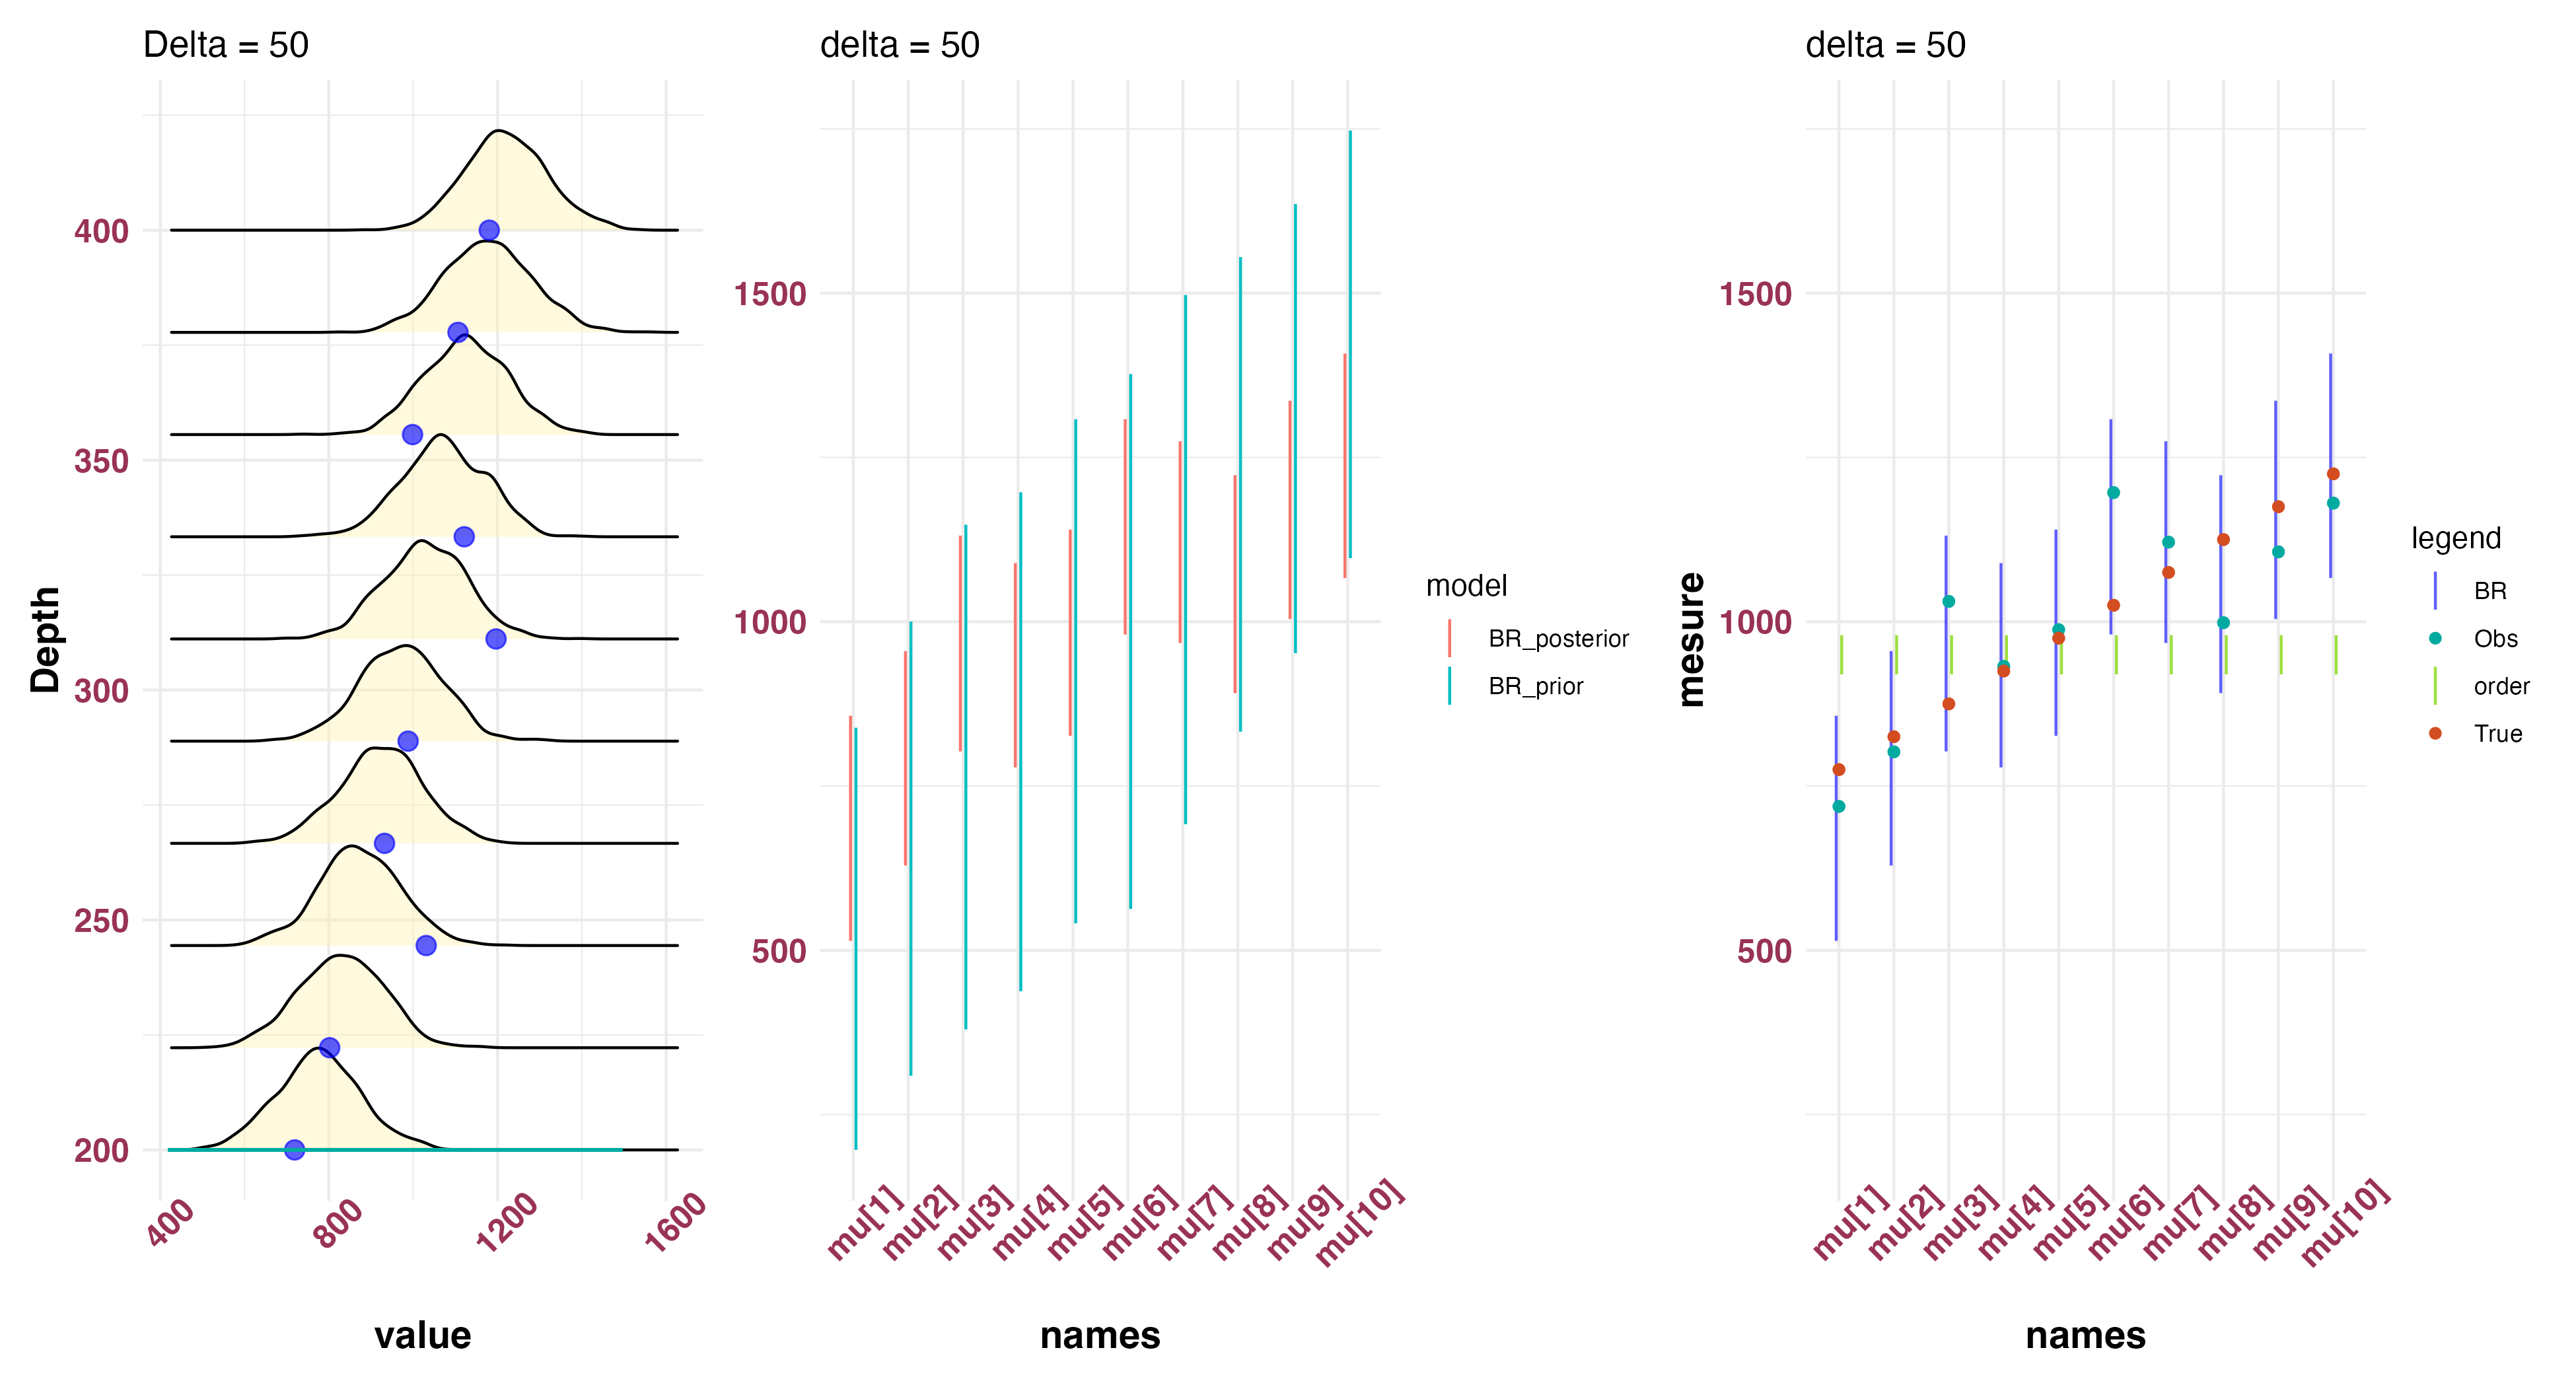 Delta = 50
Depth
400
350
300
250
200
400
800
1200
1600
value
delta = 50
1500
1000
500
mu[1]
mu[2]
mu[3]
mu[4]
mu[5]
mu[6]
mu[7]
mu[8]
mu[9]
mu[10]
names
model
BR_posterior
BR_prior
delta = 50
mesure
1500
1000
500
mu[1]
mu[2]
mu[3]
mu[4]
mu[5]
mu[6]
mu[7]
mu[8]
mu[9]
mu[10]
names
legend
BR
Obs
order
True